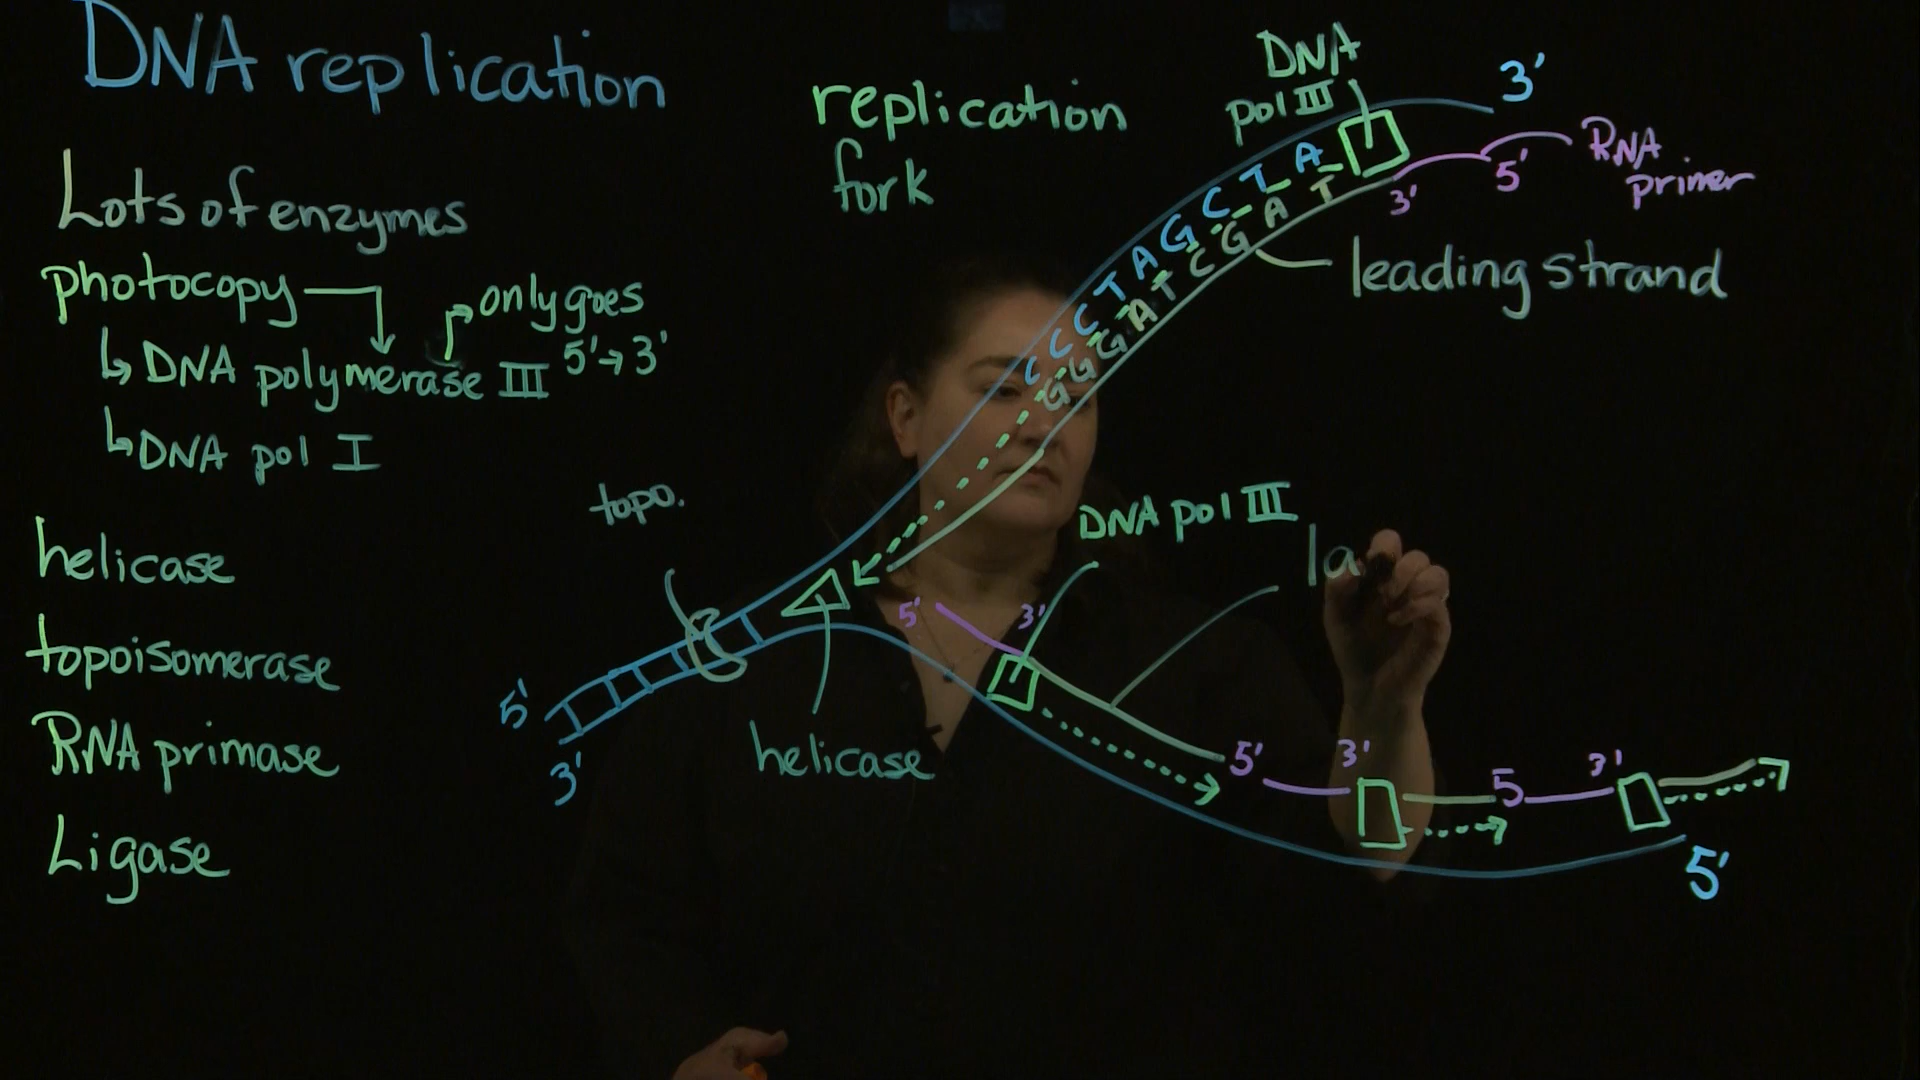 DNA replication
Lots of enzymes
photocopy
only goes
5'→3'
↳ DNA polymerase III
↳ DNA pol I
helicase
topoisomerase
RNA primase
Ligase
replication
fork
DNA
pol III
3'
RNA
primer
5'
3'
leading strand
C C C T A G C T A
G G G A T C G A T
topo.
DNA pol III
la
5'
3'
helicase
5'
3'
5'
3'
5
3'
5'